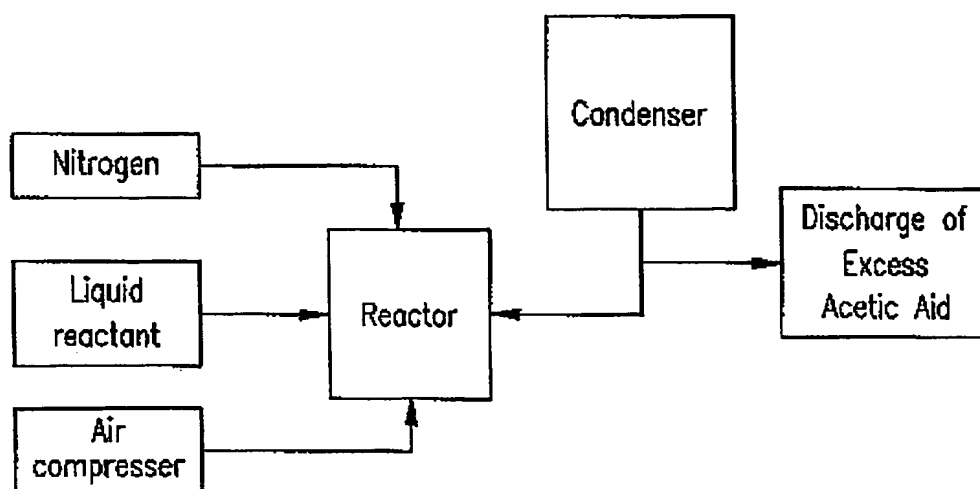 Condenser
Nitrogen
Discharge of
Excess
Acetic Aid
Liquid
reactant
Reactor
Air
compresser